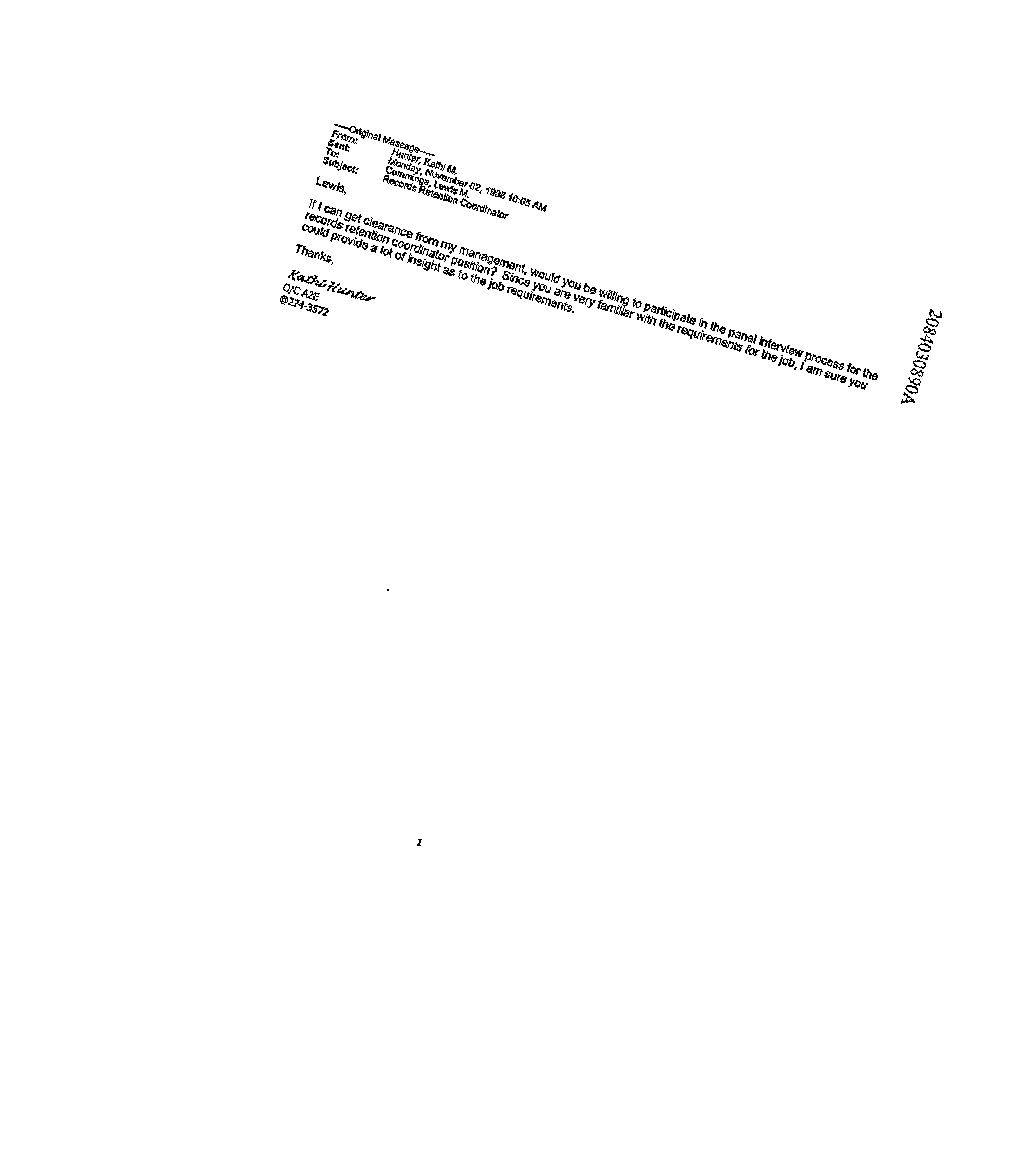 -----Original Message-----
From: Hunter, Kathi M.
Sent: Monday, November 02, 1998 10:05 AM
To: Cummings, Lewis M.
Subject: Records Retention Coordinator
Lewis,
If I can get clearance from my management, would you be willing to participate in the panel interview process for the
records retention coordinator position? Since you are very familiar with the requirements for the job, I am sure you
could provide a lot of insight as to the job requirements.
Thanks,
Kathi Hunter
O/C A2E
274-3572
2084030890A
1